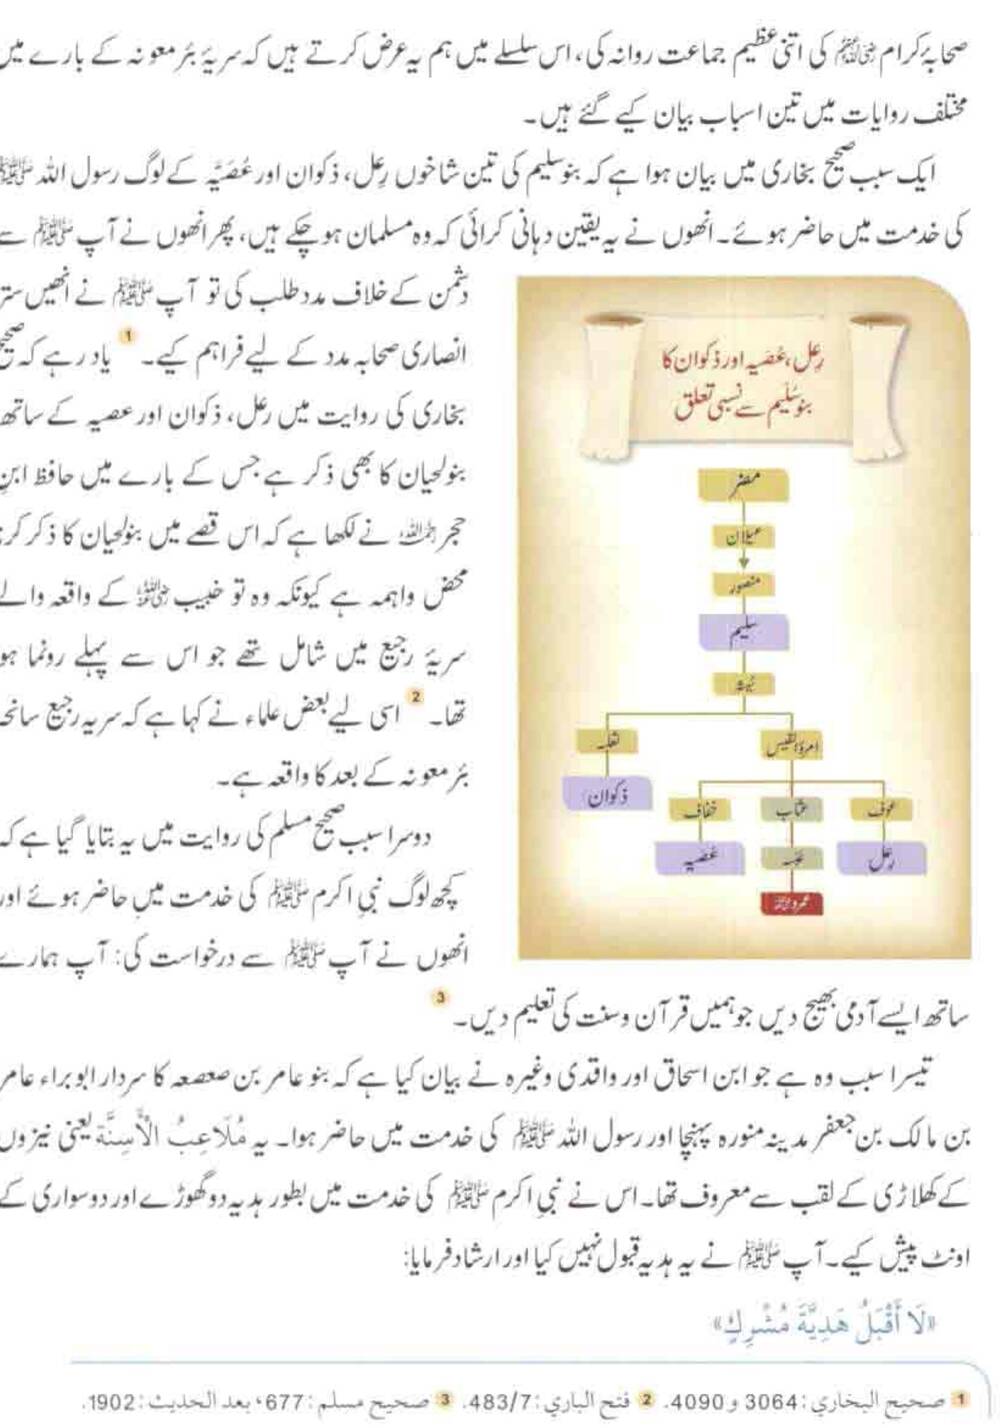 صحابۂ کرام رضی اللہ عنہم کی اتنی عظیم جماعت روانہ کی، اس سلسلے میں ہم یہ عرض کرتے ہیں کہ سریۂ بئر معونہ کے بارے میں
مختلف روایات میں تین اسباب بیان کیے گئے ہیں۔
ایک سبب صحیح بخاری میں بیان ہوا ہے کہ بنو سلیم کی تین شاخوں رِعل، ذکوان اور عُصَیَّہ کے لوگ رسول اللہ ﷺ
کی خدمت میں حاضر ہوئے۔ انھوں نے یہ یقین دہانی کرائی کہ وہ مسلمان ہو چکے ہیں، پھر انھوں نے آپ ﷺ سے
دشمن کے خلاف مدد طلب کی تو آپ ﷺ نے انھیں ستر
انصاری صحابہ مدد کے لیے فراہم کیے۔ 1 یاد رہے کہ صحیح
بخاری کی روایت میں رعل، ذکوان اور عصیہ کے ساتھ
بنولحیان کا بھی ذکر ہے جس کے بارے میں حافظ ابن
حجر رحمہ اللہ نے لکھا ہے کہ اس قصے میں بنولحیان کا ذکر کر
محض واہمہ ہے کیونکہ وہ تو خبیب رضی اللہ عنہ کے واقعہ والے
سریۂ رجیع میں شامل تھے جو اس سے پہلے رونما ہو
تھا۔ 2 اسی لیے بعض علماء نے کہا ہے کہ سریہ رجیع سانحہ
بئر معونہ کے بعد کا واقعہ ہے۔
دوسرا سبب صحیح مسلم کی روایت میں یہ بتایا گیا ہے کہ
کچھ لوگ نبیِ اکرم ﷺ کی خدمت میں حاضر ہوئے اور
انھوں نے آپ ﷺ سے درخواست کی: آپ ہمارے
ساتھ ایسے آدمی بھیج دیں جو ہمیں قرآن وسنت کی تعلیم دیں۔ 3
رِعل، عُصَیہ اور ذکوان کا
بنو سُلَیم سے نسبی تعلق
مضر
عیلان
منصور
سلیم
بُہثہ
امرؤ القیس
ثعلبہ
ذکوان
عوف
عتّاب
خفاف
رِعل
عُصَیہ
تیسرا سبب وہ ہے جو ابن اسحاق اور واقدی وغیرہ نے بیان کیا ہے کہ بنو عامر بن صعصعہ کا سردار ابو براء عامر
بن مالک بن جعفر مدینہ منورہ پہنچا اور رسول اللہ ﷺ کی خدمت میں حاضر ہوا۔ یہ مُلَاعِبُ الْأَسِنَّة یعنی نیزوں
کے کھلاڑی کے لقب سے معروف تھا۔ اس نے نبیِ اکرم ﷺ کی خدمت میں بطور ہدیہ دو گھوڑے اور دو سواری کے
اونٹ پیش کیے۔ آپ ﷺ نے یہ ہدیہ قبول نہیں کیا اور ارشاد فرمایا:
«لَا أَقْبَلُ هَدِيَّةَ مُشْرِكٍ»
1 صحيح البخاري: 3064 و 4090. 2 فتح الباري: 483/7. 3 صحيح مسلم: 677، بعد الحديث: 1902.